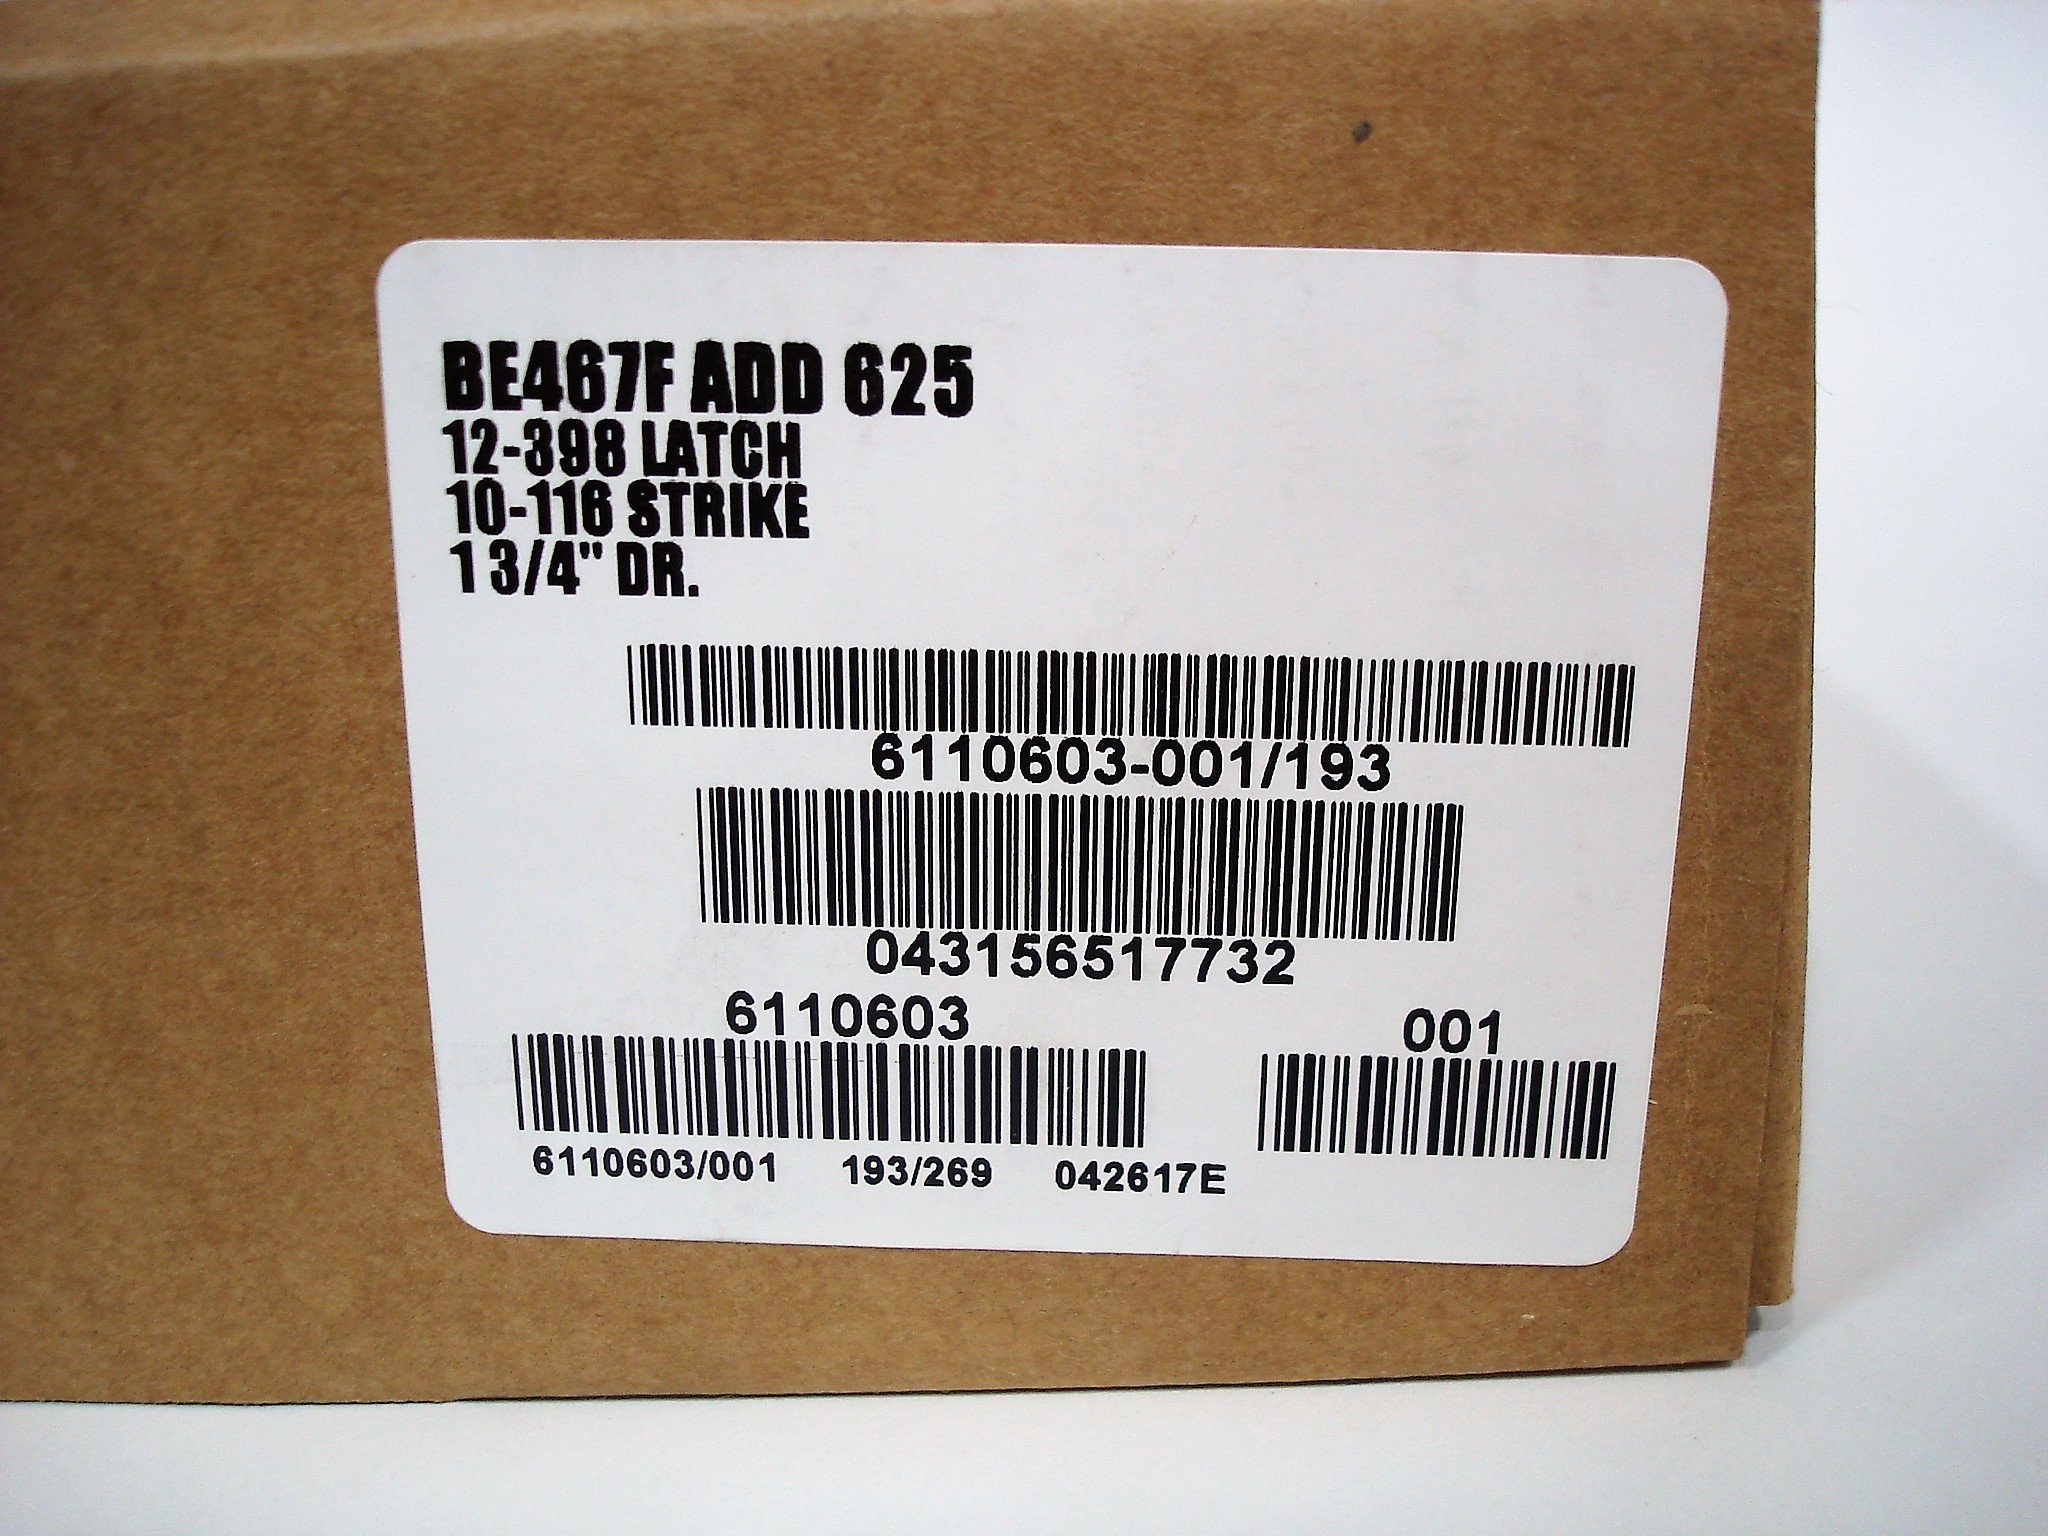 BE467F ADD 625
12-398 LATCH
10-116 STRIKE
1 3/4" DR.
6110603-001/193
043156517732
6110603 001
6110603/001 193/269 042617E